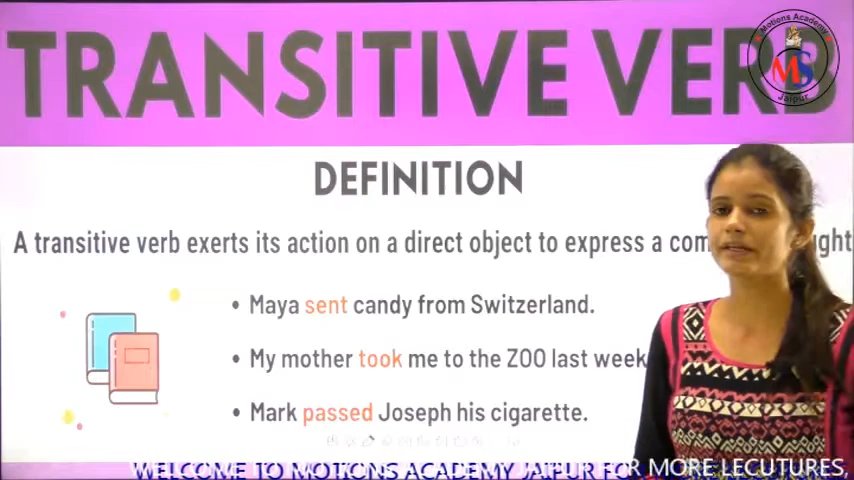 TRANSITIVE VERB
Motions Academy
MS
Jaipur
DEFINITION
A transitive verb exerts its action on a direct object to express a
• Maya sent candy from Switzerland.
• My mother took me to the ZOO last week
• Mark passed Joseph his cigarette.
WELCOME TO MOTIONS ACADEMY JAIPUR FOR MORE LECUTURES,